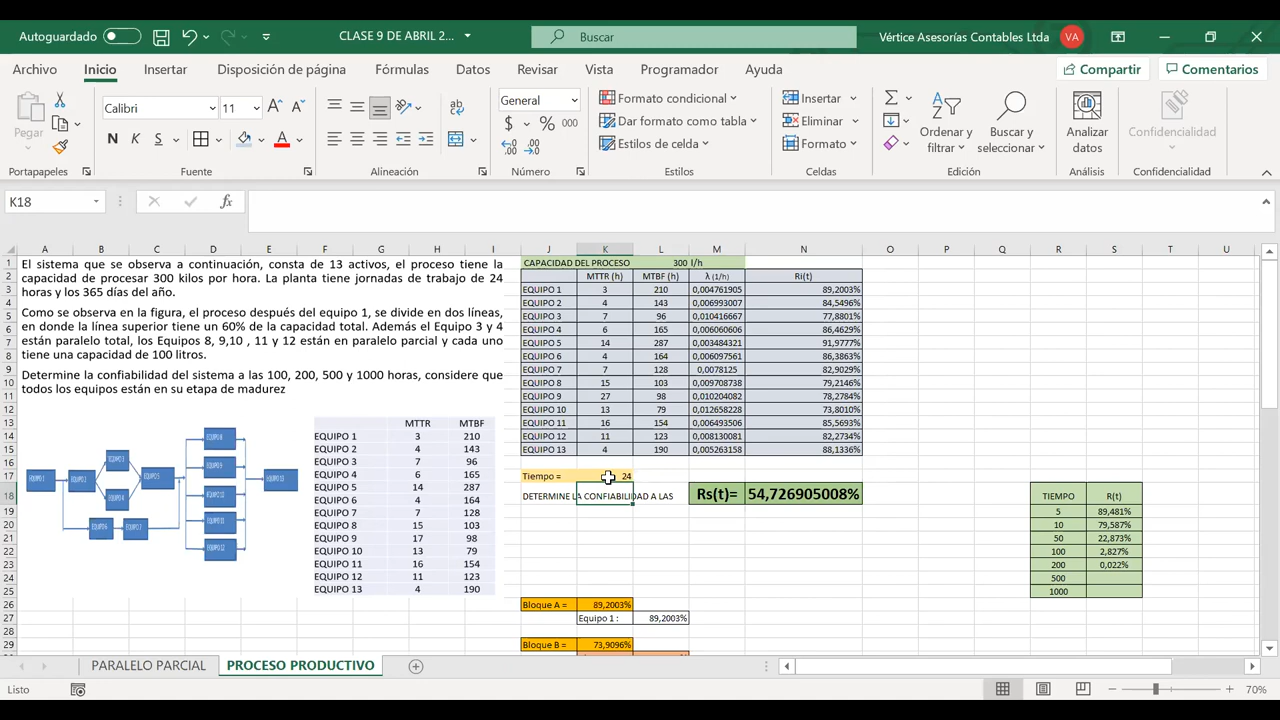 Autoguardado
CLASE 9 DE ABRIL 2...
Buscar
Vértice Asesorías Contables Ltda
VA
Archivo
Inicio
Insertar
Disposición de página
Fórmulas
Datos
Revisar
Vista
Programador
Ayuda
Compartir
Comentarios
Pegar
Calibri
11
N K S
General
$ % 000
Formato condicional
Dar formato como tabla
Estilos de celda
Insertar
Eliminar
Formato
Ordenar y filtrar
Buscar y seleccionar
Analizar datos
Confidencialidad
Portapapeles
Fuente
Alineación
Número
Estilos
Celdas
Edición
Análisis
Confidencialidad
K18
fx
A B C D E F G H I J K L M N O P Q R S T U
El sistema que se observa a continuación, consta de 13 activos, el proceso tiene la
capacidad de procesar 300 kilos por hora. La planta tiene jornadas de trabajo de 24
horas y los 365 días del año.
Como se observa en la figura, el proceso después del equipo 1, se divide en dos líneas,
en donde la línea superior tiene un 60% de la capacidad total. Además el Equipo 3 y 4
están paralelo total, los Equipos 8, 9,10 , 11 y 12 están en paralelo parcial y cada uno
tiene una capacidad de 100 litros.
Determine la confiabilidad del sistema a las 100, 200, 500 y 1000 horas, considere que
todos los equipos están en su etapa de madurez
MTTR MTBF
EQUIPO 1 3 210
EQUIPO 2 4 143
EQUIPO 3 7 96
EQUIPO 4 6 165
EQUIPO 5 14 287
EQUIPO 6 4 164
EQUIPO 7 7 128
EQUIPO 8 15 103
EQUIPO 9 17 98
EQUIPO 10 13 79
EQUIPO 11 16 154
EQUIPO 12 11 123
EQUIPO 13 4 190
CAPACIDAD DEL PROCESO 300 l/h
MTTR (h) MTBF (h) λ (1/h) Ri(t)
EQUIPO 1 3 210 0,004761905 89,2003%
EQUIPO 2 4 143 0,006993007 84,5496%
EQUIPO 3 7 96 0,010416667 77,8801%
EQUIPO 4 6 165 0,006060606 86,4629%
EQUIPO 5 14 287 0,003484321 91,9777%
EQUIPO 6 4 164 0,006097561 86,3863%
EQUIPO 7 7 128 0,0078125 82,9029%
EQUIPO 8 15 103 0,009708738 79,2146%
EQUIPO 9 27 98 0,010204082 78,2784%
EQUIPO 10 13 79 0,012658228 73,8010%
EQUIPO 11 16 154 0,006493506 85,5693%
EQUIPO 12 11 123 0,008130081 82,2734%
EQUIPO 13 4 190 0,005263158 88,1336%
Tiempo = 24
DETERMINE LA CONFIABILIDAD A LAS
Rs(t)= 54,726905008%
TIEMPO R(t)
5 89,481%
10 79,587%
50 22,873%
100 2,827%
200 0,022%
500
1000
Bloque A = 89,2003%
Equipo 1 : 89,2003%
Bloque B = 73,9096%
PARALELO PARCIAL
PROCESO PRODUCTIVO
Listo
70%